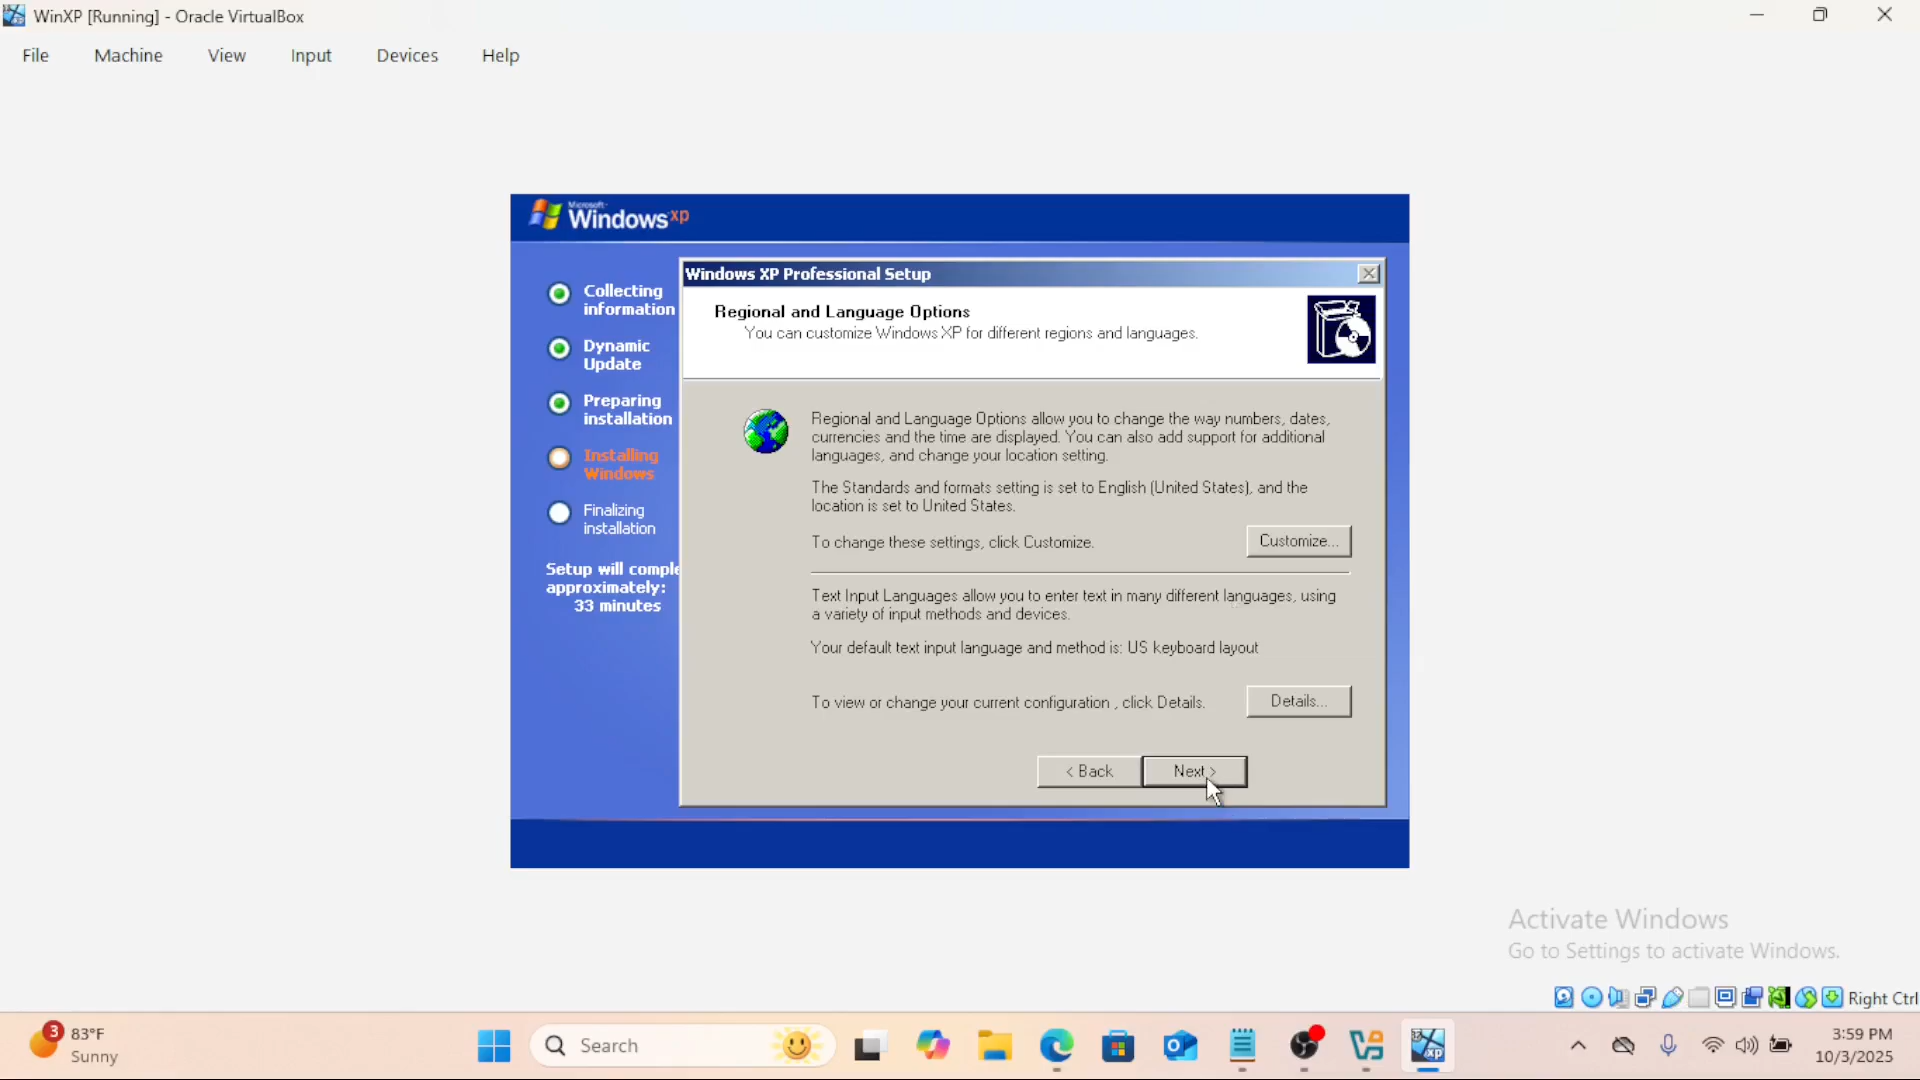 WinXP [Running] - Oracle VirtualBox
File Machine View Input Devices Help
Microsoft
Windows xp
Collecting
information
Dynamic
Update
Preparing
installation
Installing
Windows
Finalizing
installation
Setup will comple
approximately:
33 minutes
Windows XP Professional Setup
Regional and Language Options
You can customize Windows XP for different regions and languages.
Regional and Language Options allow you to change the way numbers, dates,
currencies and the time are displayed. You can also add support for additional
languages, and change your location setting.
The Standards and formats setting is set to English (United States), and the
location is set to United States.
To change these settings, click Customize.
Customize...
Text Input Languages allow you to enter text in many different languages, using
a variety of input methods and devices.
Your default text input language and method is: US keyboard layout
To view or change your current configuration , click Details.
Details...
< Back
Next >
Activate Windows
Go to Settings to activate Windows.
Right Ctrl
3
83°F
Sunny
Search
xp
3:59 PM
10/3/2025